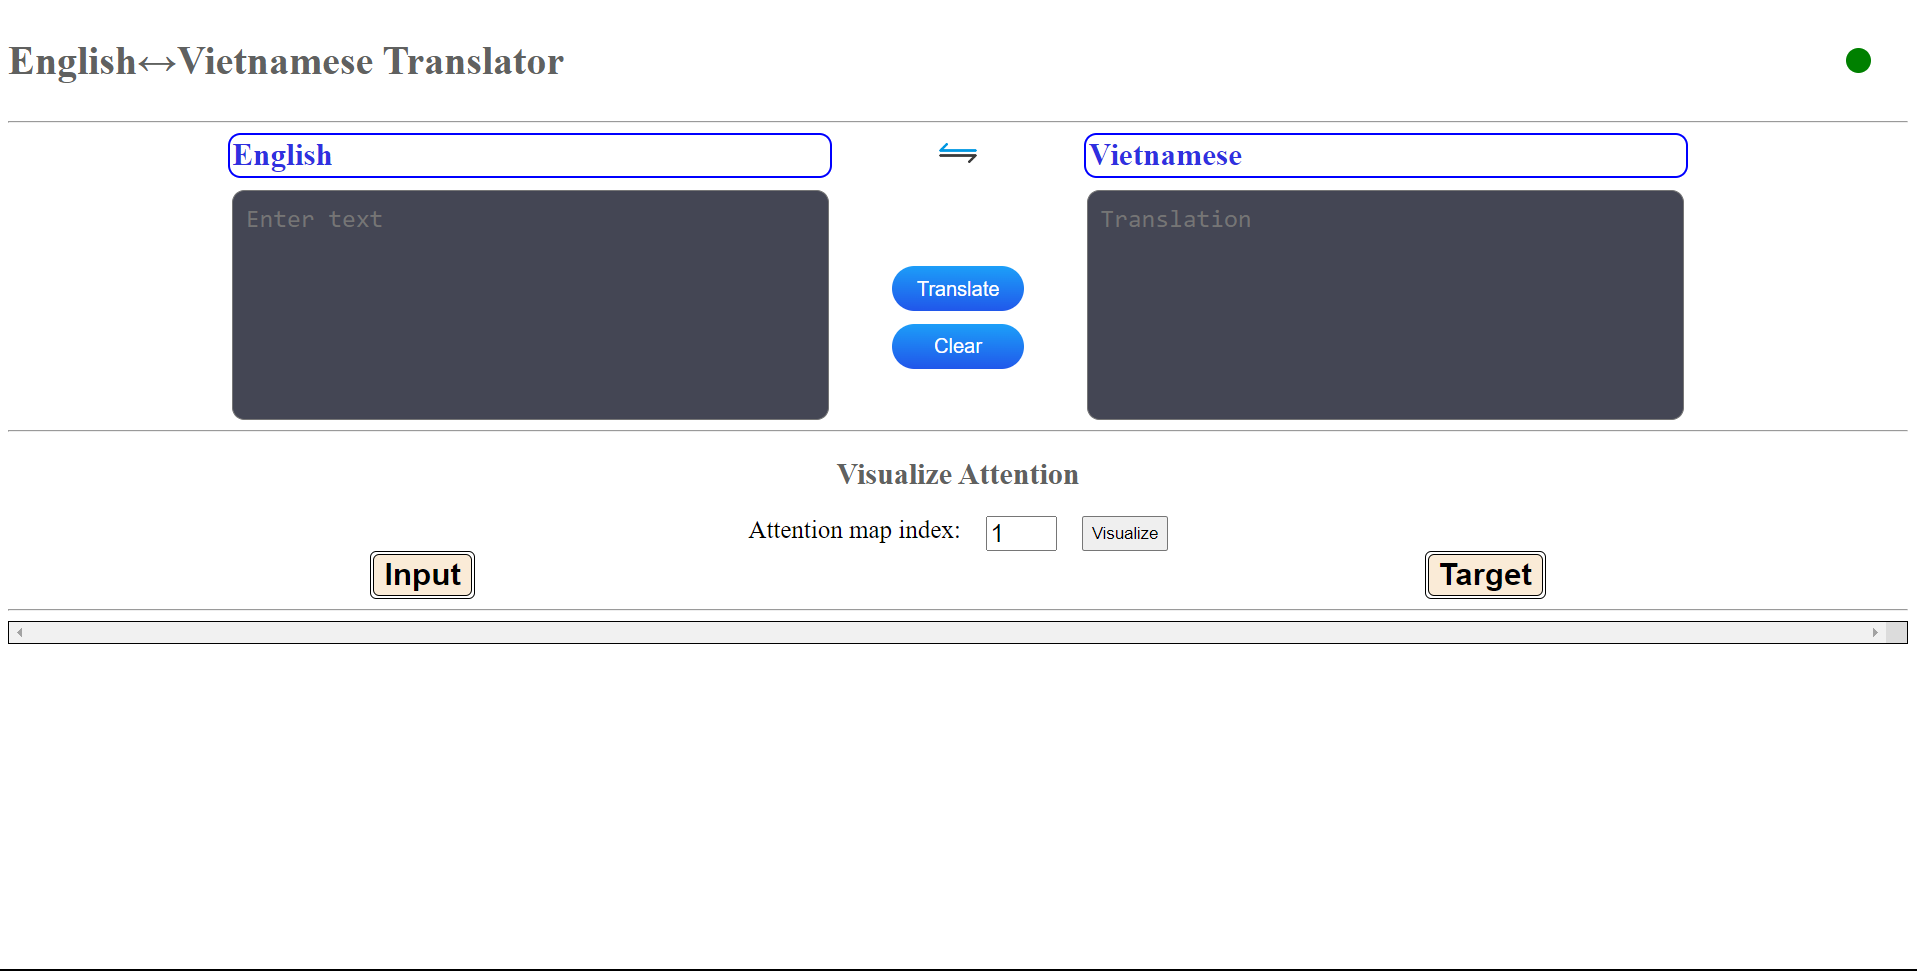 English↔Vietnamese Translator
English
Vietnamese
Enter text
Translation
Translate
Clear
Visualize Attention
Attention map index:
1
Visualize
Input
Target